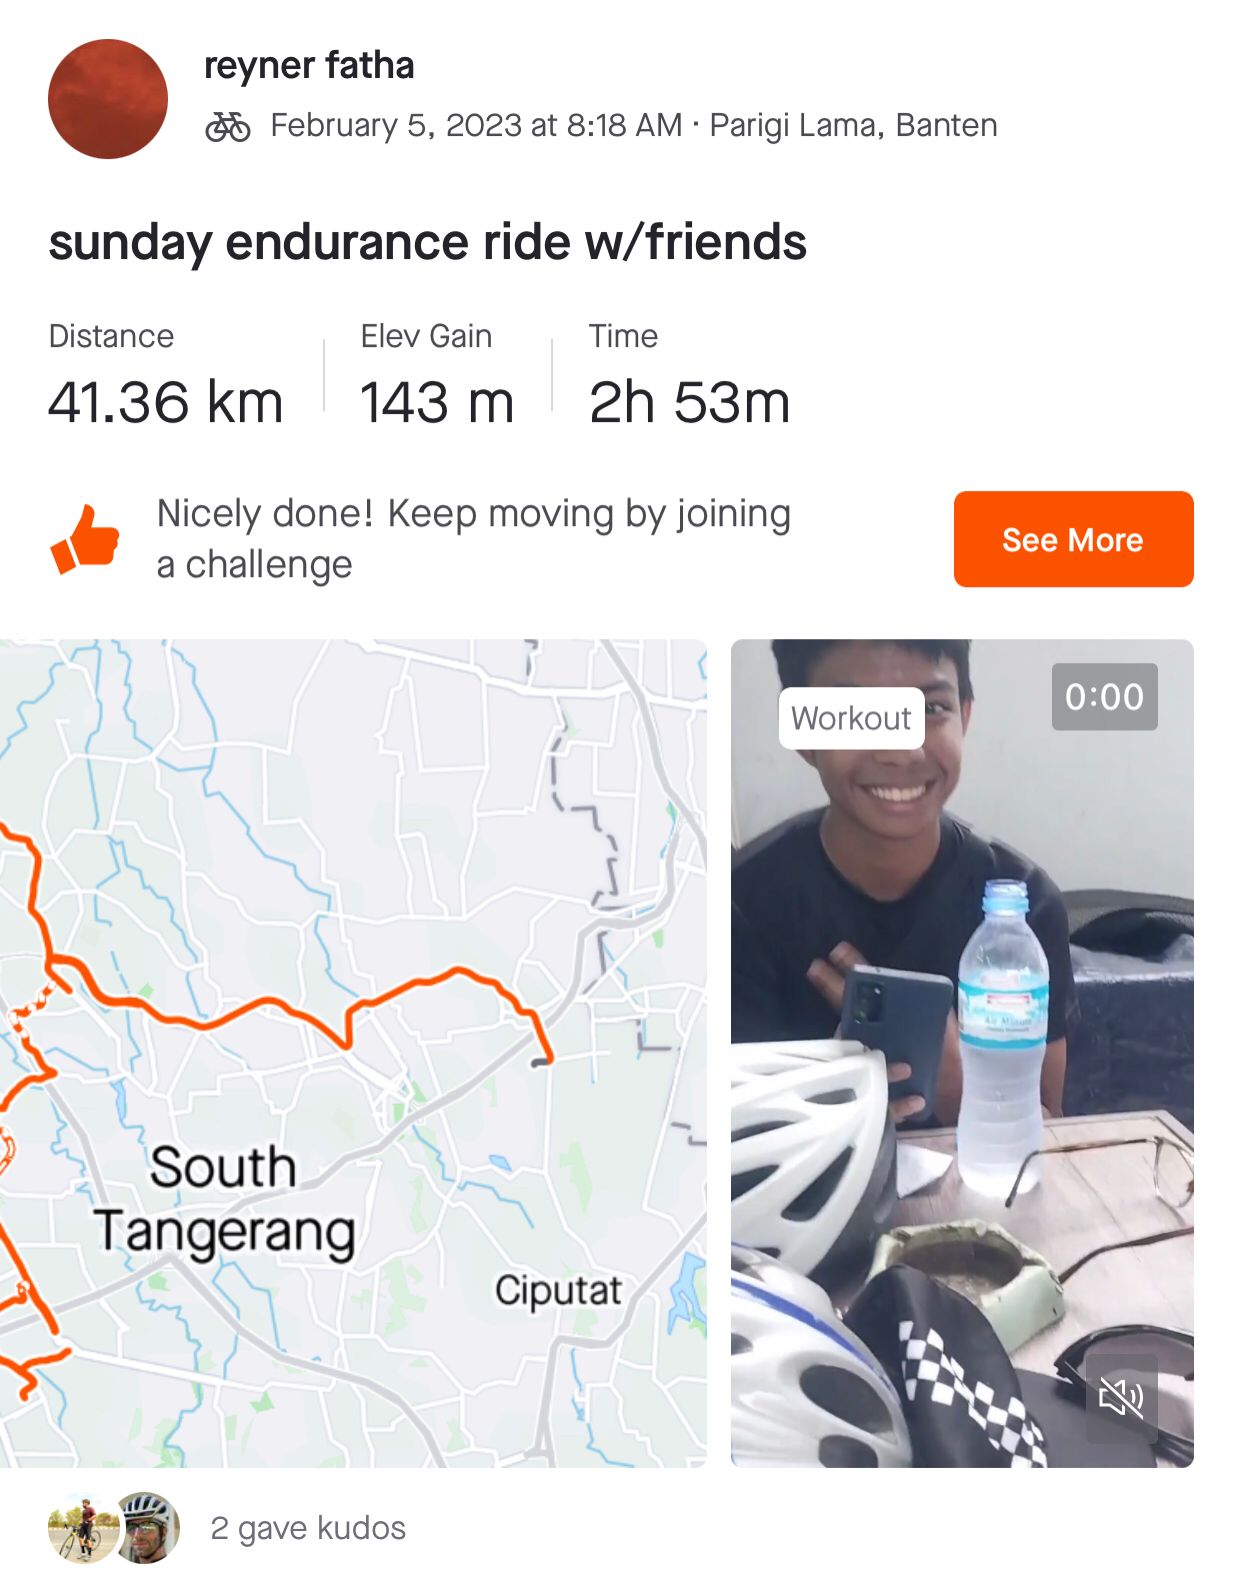 reyner fatha
February 5, 2023 at 8:18 AM · Parigi Lama, Banten
sunday endurance ride w/friends
Distance
41.36 km
Elev Gain
143 m
Time
2h 53m
Nicely done! Keep moving by joining
a challenge
See More
South
Tangerang
Ciputat
Workout
0:00
2 gave kudos